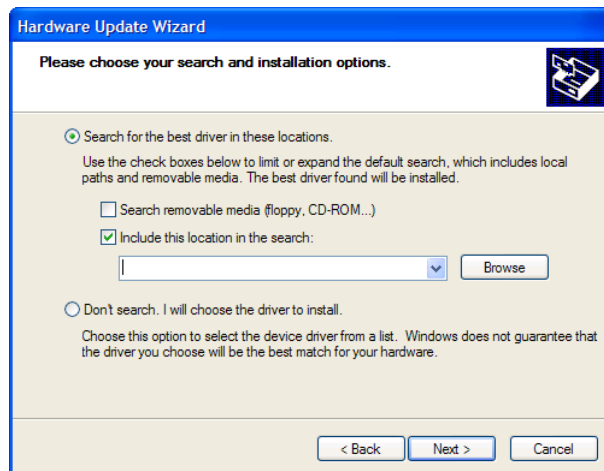 Hardware Update Wizard
Please choose your search and installation options.
Search for the best driver in these locations.
Use the check boxes below to limit or expand the default search, which includes local
paths and removable media. The best driver found will be installed.
Search removable media (floppy, CD-ROM...)
Include this location in the search:
Browse
Don't search. I will choose the driver to install.
Choose this option to select the device driver from a list. Windows does not guarantee that
the driver you choose will be the best match for your hardware.
< Back Next > Cancel